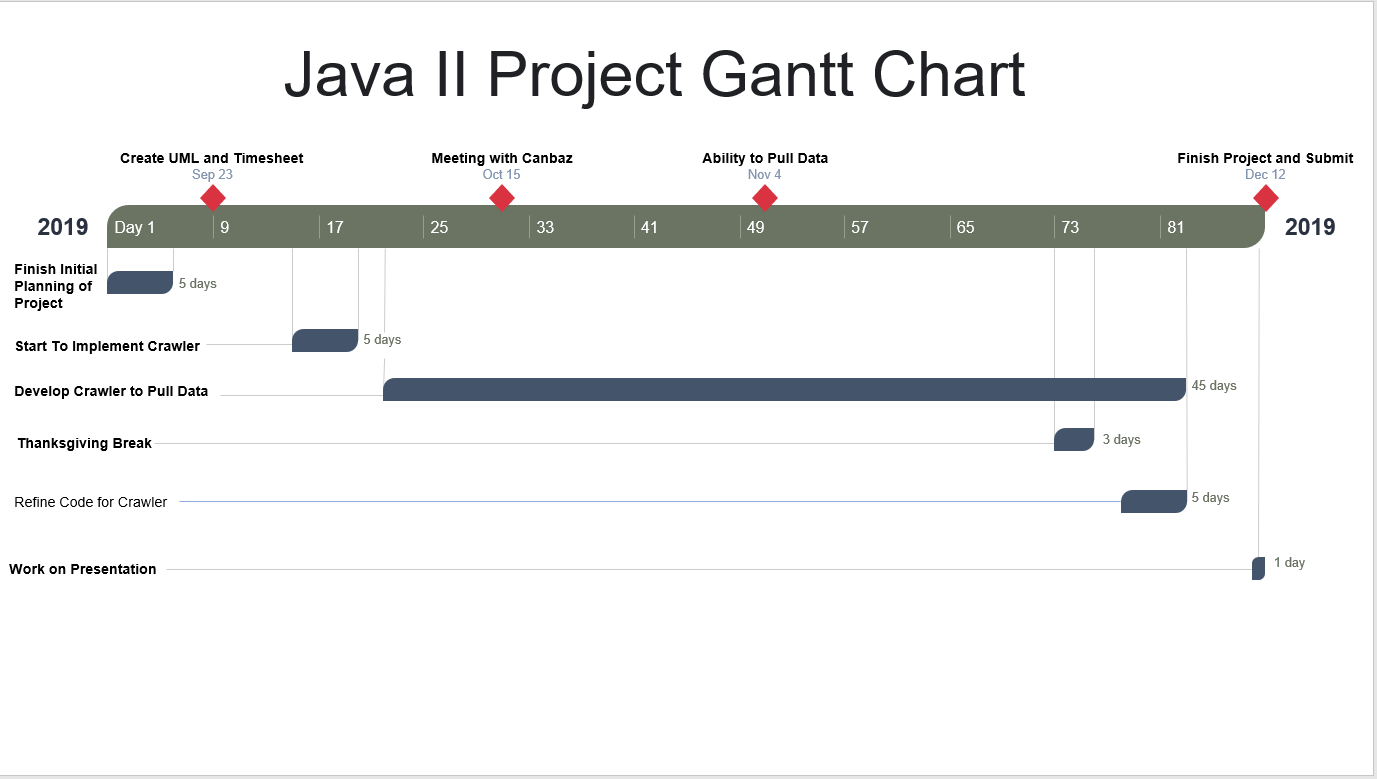 Java II Project Gantt Chart
Create UML and Timesheet
Sep 23
Meeting with Canbaz
Oct 15
Ability to Pull Data
Nov 4
Finish Project and Submit
Dec 12
2019 Day 1 9 17 25 33 41 49 57 65 73 81 2019
Finish Initial
Planning of
Project
5 days
Start To Implement Crawler
5 days
Develop Crawler to Pull Data
45 days
Thanksgiving Break
3 days
Refine Code for Crawler
5 days
Work on Presentation
1 day